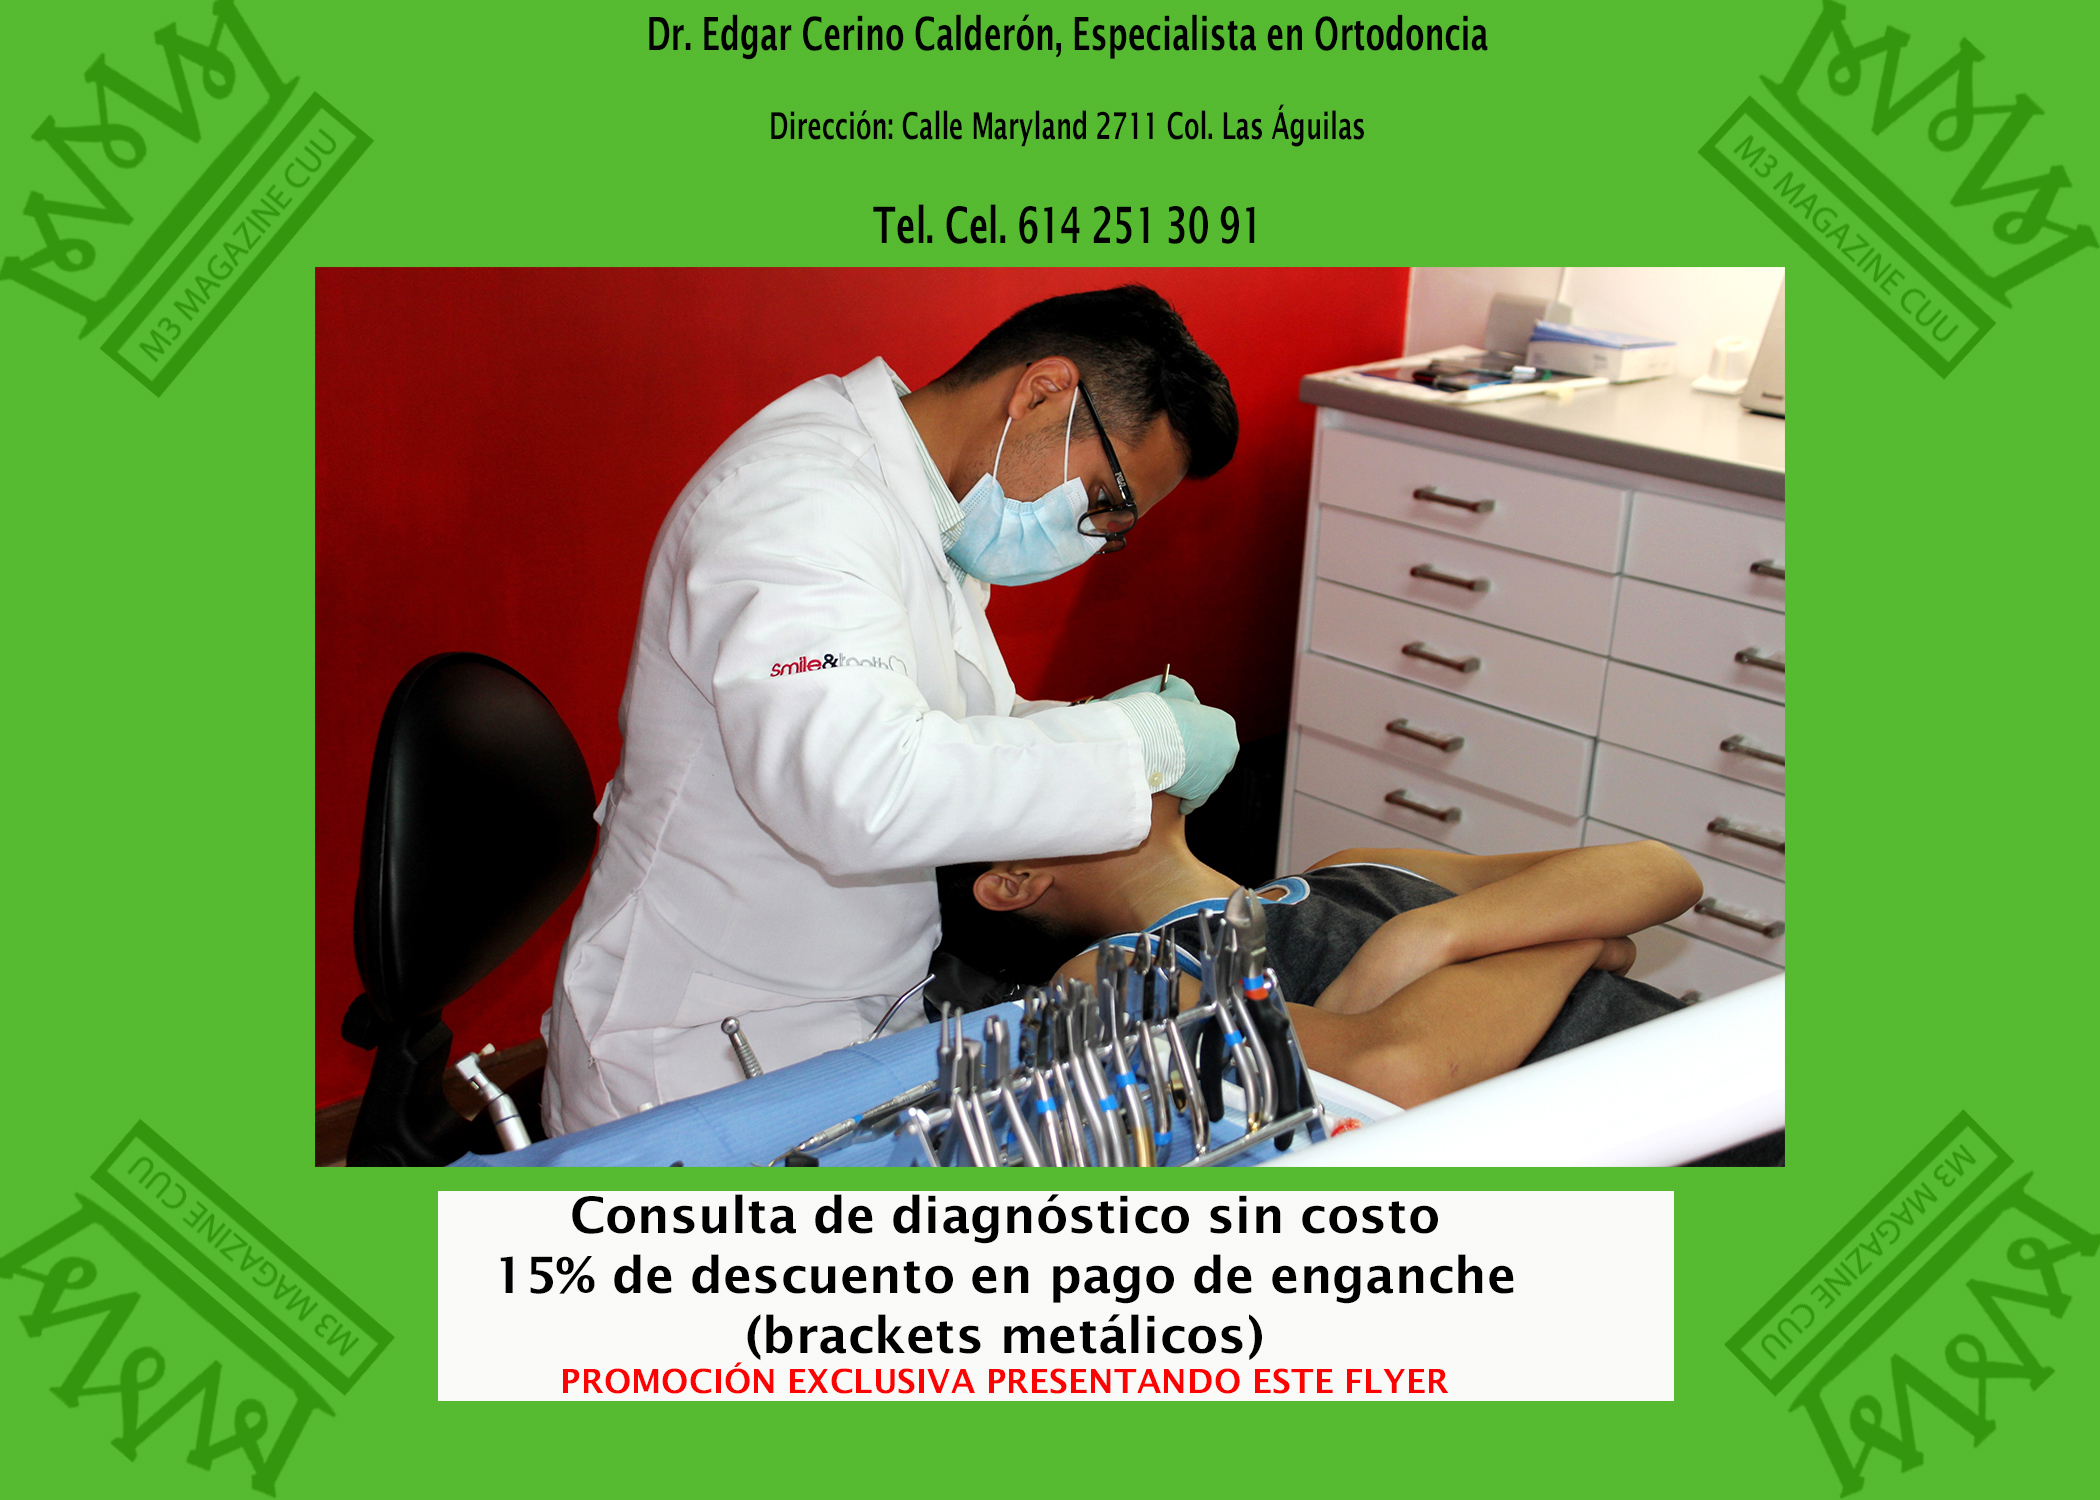 Dr. Edgar Cerino Calderón, Especialista en Ortodoncia
Dirección: Calle Maryland 2711 Col. Las Águilas
Tel. Cel. 614 251 30 91
M3 MAGAZINE CUU
M3 MAGAZINE CUU
smile&tooth
Consulta de diagnóstico sin costo
15% de descuento en pago de enganche
(brackets metálicos)
PROMOCIÓN EXCLUSIVA PRESENTANDO ESTE FLYER
M3 MAGAZINE CUU
M3 MAGAZINE CUU